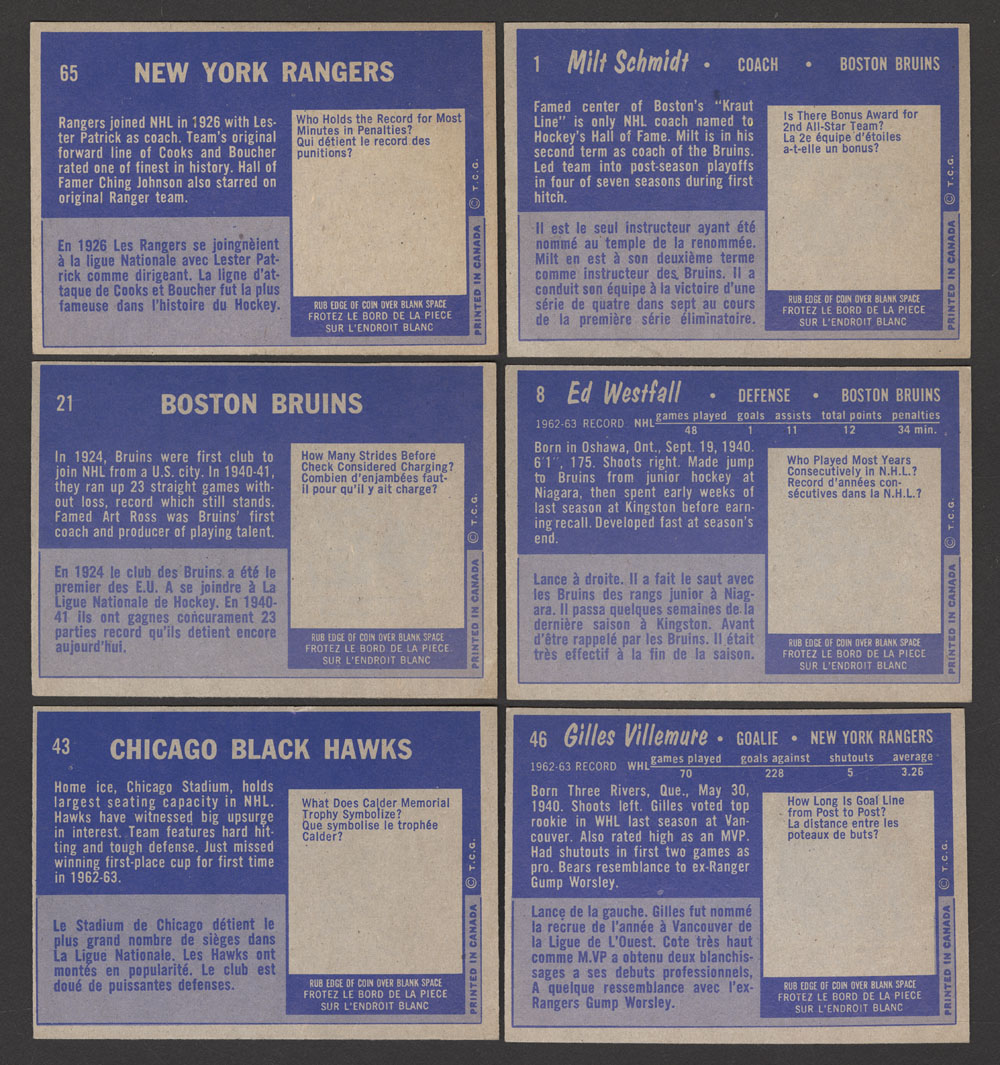 65 NEW YORK RANGERS
Rangers joined NHL in 1926 with Les-
ter Patrick as coach. Team's original
forward line of Cooks and Boucher
rated one of finest in history. Hall of
Famer Ching Johnson also starred on
original Ranger team.
En 1926 Les Rangers se joingnèient
à la ligue Nationale avec Lester Pat-
rick comme dirigeant. La ligne d'at-
taque de Cooks et Boucher fut la plus
fameuse dans l'histoire du Hockey.
Who Holds the Record for Most
Minutes in Penalties?
Qui détient le record des
punitions?
RUB EDGE OF COIN OVER BLANK SPACE
FROTEZ LE BORD DE LA PIECE
SUR L'ENDROIT BLANC
PRINTED IN CANADA © T.C.G.
1 Milt Schmidt • COACH • BOSTON BRUINS
Famed center of Boston's "Kraut
Line" is only NHL coach named to
Hockey's Hall of Fame. Milt is in his
second term as coach of the Bruins.
Led team into post-season playoffs
in four of seven seasons during first
hitch.
Il est le seul instructeur ayant été
nommé au temple de la renommée.
Milt en est à son deuxième terme
comme instructeur des Bruins. Il a
conduit son équipe à la victoire d'une
série de quatre dans sept au cours
de la première série éliminatoire.
Is There Bonus Award for
2nd All-Star Team?
La 2e équipe d'étoiles
a-t-elle un bonus?
RUB EDGE OF COIN OVER BLANK SPACE
FROTEZ LE BORD DE LA PIECE
SUR L'ENDROIT BLANC
PRINTED IN CANADA © T.C.G.
21 BOSTON BRUINS
In 1924, Bruins were first club to
join NHL from a U.S. city. In 1940-41,
they ran up 23 straight games with-
out loss, record which still stands.
Famed Art Ross was Bruins' first
coach and producer of playing talent.
En 1924 le club des Bruins a été le
premier des E.U. A se joindre à La
Ligue Nationale de Hockey. En 1940-
41 ils ont gagnes concurament 23
parties record qu'ils detient encore
aujourd'hui.
How Many Strides Before
Check Considered Charging?
Combien d'enjambées faut-
il pour qu'il y ait charge?
RUB EDGE OF COIN OVER BLANK SPACE
FROTEZ LE BORD DE LA PIECE
SUR L'ENDROIT BLANC
PRINTED IN CANADA © T.C.G.
8 Ed Westfall • DEFENSE • BOSTON BRUINS
games played goals assists total points penalties
1962-63 RECORD NHL 48 1 11 12 34 min.
Born in Oshawa, Ont., Sept. 19, 1940.
6'1", 175. Shoots right. Made jump
to Bruins from junior hockey at
Niagara, then spent early weeks of
last season at Kingston before earn-
ing recall. Developed fast at season's
end.
Lance à droite. Il a fait le saut avec
les Bruins des rangs junior à Niag-
ara. Il passa quelques semaines de la
dernière saison à Kingston. Avant
d'être rappelé par les Bruins. Il était
très effectif à la fin de la saison.
Who Played Most Years
Consecutively in N.H.L.?
Record d'années con-
sécutives dans la N.H.L.?
RUB EDGE OF COIN OVER BLANK SPACE
FROTEZ LE BORD DE LA PIECE
SUR L'ENDROIT BLANC
PRINTED IN CANADA © T.C.G.
43 CHICAGO BLACK HAWKS
Home ice, Chicago Stadium, holds
largest seating capacity in NHL.
Hawks have witnessed big upsurge
in interest. Team features hard hit-
ting and tough defense. Just missed
winning first-place cup for first time
in 1962-63.
Le Stadium de Chicago détient le
plus grand nombre de sièges dans
La Ligue Nationale. Les Hawks ont
montés en popularité. Le club est
doué de puissantes defenses.
What Does Calder Memorial
Trophy Symbolize?
Que symbolise le trophée
Calder?
RUB EDGE OF COIN OVER BLANK SPACE
FROTEZ LE BORD DE LA PIECE
SUR L'ENDROIT BLANC
PRINTED IN CANADA © T.C.G.
46 Gilles Villemure • GOALIE • NEW YORK RANGERS
games played goals against shutouts average
1962-63 RECORD WHL 70 228 5 3.26
Born Three Rivers, Que., May 30,
1940. Shoots left. Gilles voted top
rookie in WHL last season at Van-
couver. Also rated high as an MVP.
Had shutouts in first two games as
pro. Bears resemblance to ex-Ranger
Gump Worsley.
Lance de la gauche. Gilles fut nommé
la recrue de l'année à Vancouver de
la Ligue de L'Ouest. Cote très haut
comme M.VP a obtenu deux blanchis-
sages a ses debuts professionnels,
A quelque ressemblance avec l'ex-
Rangers Gump Worsley.
How Long Is Goal Line
from Post to Post?
La distance entre les
poteaux de buts?
RUB EDGE OF COIN OVER BLANK SPACE
FROTEZ LE BORD DE LA PIECE
SUR L'ENDROIT BLANC
PRINTED IN CANADA © T.C.G.